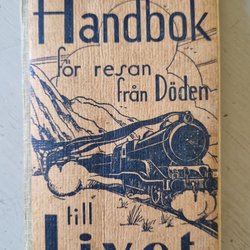 Handbok
för resan
från Döden
till
Livet